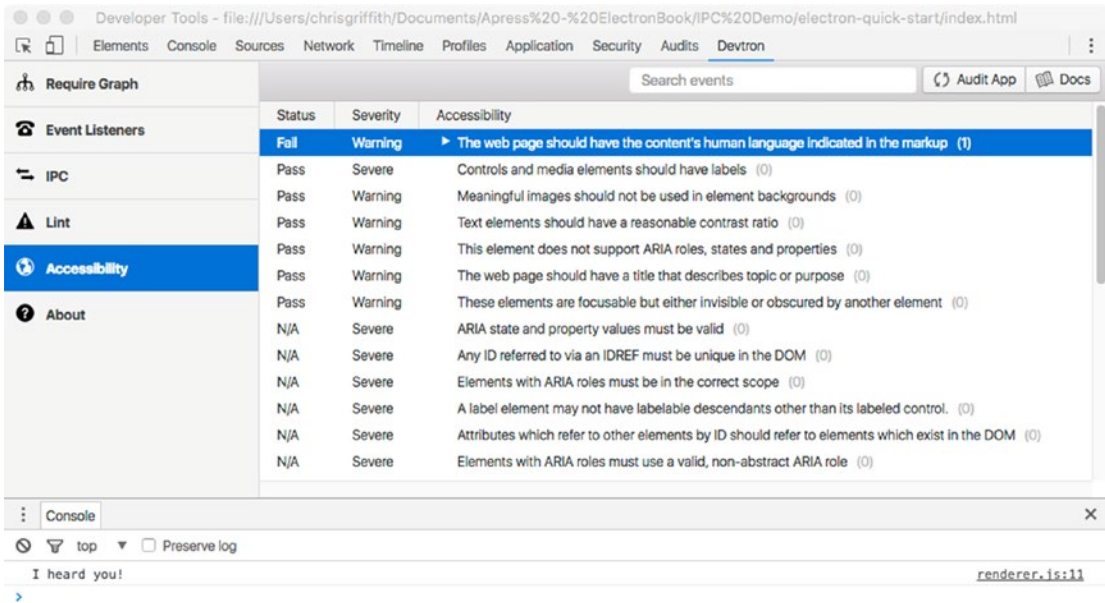 Developer Tools - file:///Users/chrisgriffith/Documents/Apress%20-%20ElectronBook/IPC%20Demo/electron-quick-start/index.html
Elements Console Sources Network Timeline Profiles Application Security Audits Devtron
Require Graph
Event Listeners
IPC
Lint
Accessibility
About
Search events Audit App Docs
Status Severity Accessibility
Fail Warning ▶ The web page should have the content's human language indicated in the markup (1)
Pass Severe Controls and media elements should have labels (0)
Pass Warning Meaningful images should not be used in element backgrounds (0)
Pass Warning Text elements should have a reasonable contrast ratio (0)
Pass Warning This element does not support ARIA roles, states and properties (0)
Pass Warning The web page should have a title that describes topic or purpose (0)
Pass Warning These elements are focusable but either invisible or obscured by another element (0)
N/A Severe ARIA state and property values must be valid (0)
N/A Severe Any ID referred to via an IDREF must be unique in the DOM (0)
N/A Severe Elements with ARIA roles must be in the correct scope (0)
N/A Severe A label element may not have labelable descendants other than its labeled control. (0)
N/A Severe Attributes which refer to other elements by ID should refer to elements which exist in the DOM (0)
N/A Severe Elements with ARIA roles must use a valid, non-abstract ARIA role (0)
Console
top ▼ Preserve log
I heard you! renderer.js:11
>